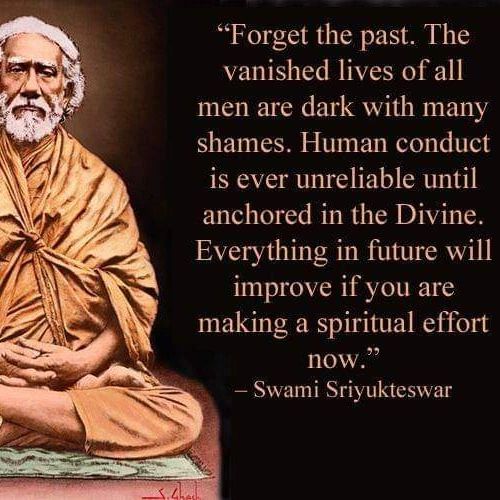 “Forget the past. The
vanished lives of all
men are dark with many
shames. Human conduct
is ever unreliable until
anchored in the Divine.
Everything in future will
improve if you are
making a spiritual effort
now.”
– Swami Sriyukteswar
S. Ghosh